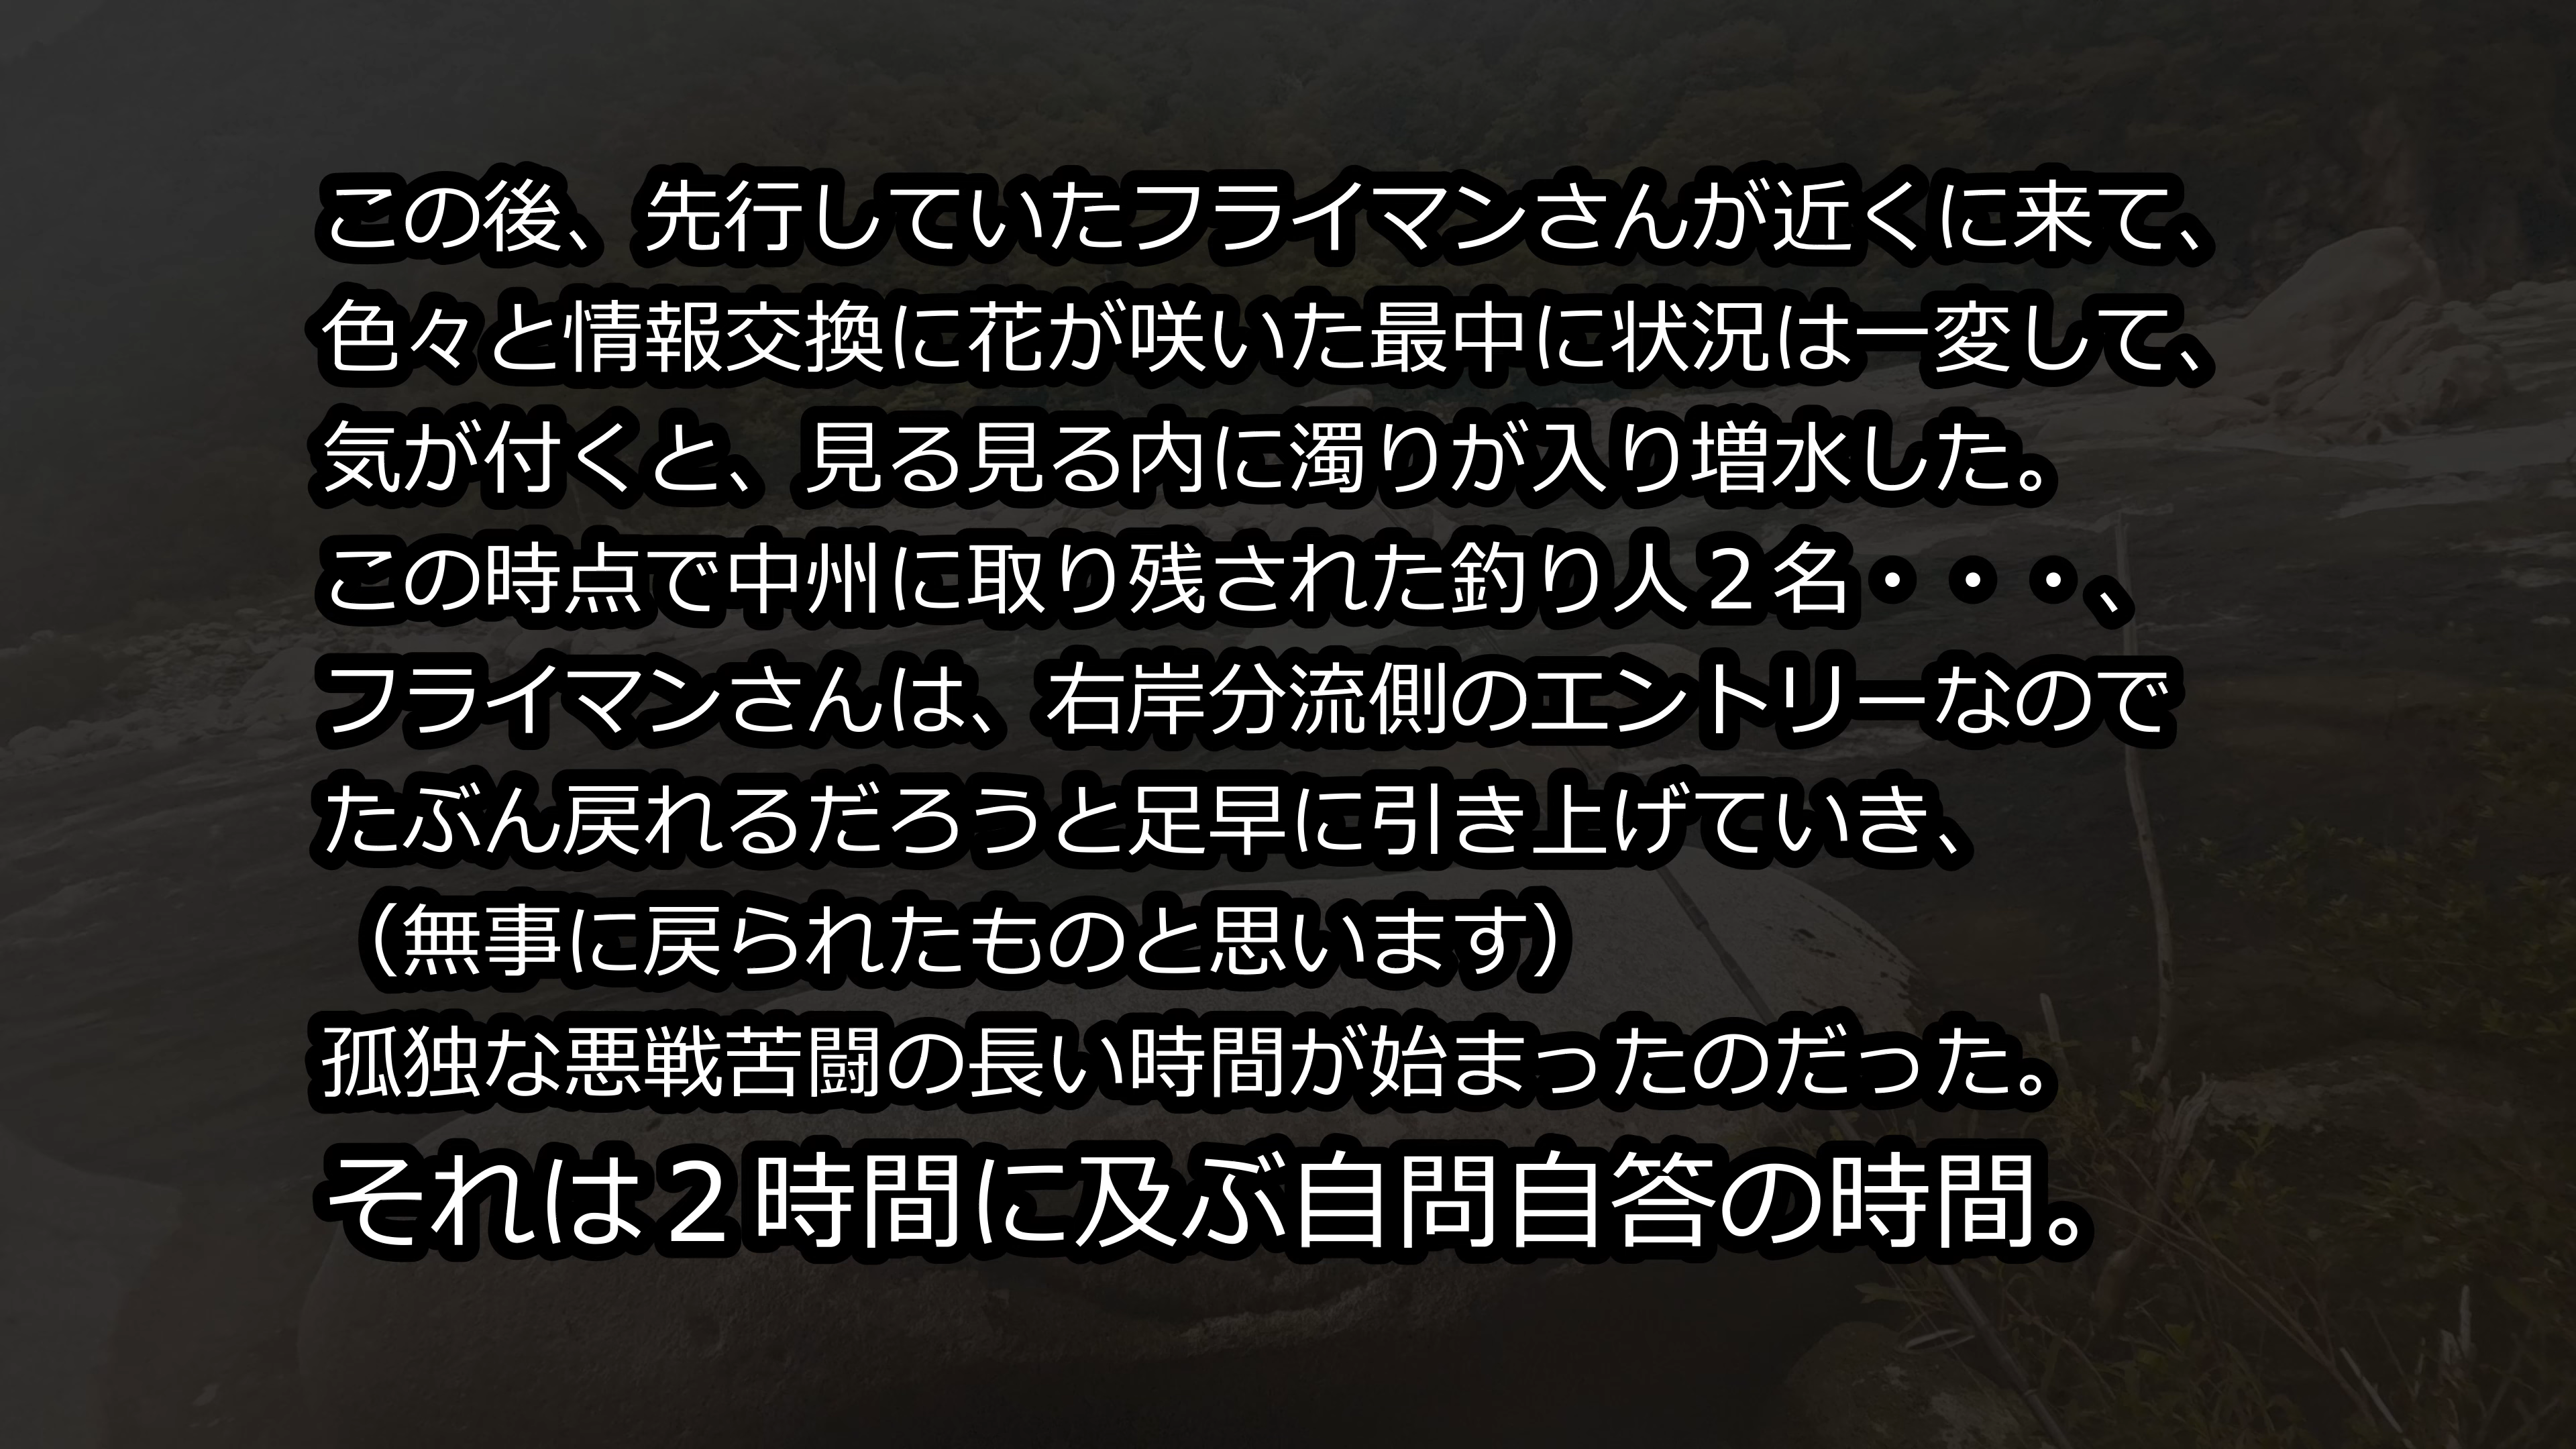 この後、先行していたフライマンさんが近くに来て、
色々と情報交換に花が咲いた最中に状況は一変して、
気が付くと、見る見る内に濁りが入り増水した。
この時点で中州に取り残された釣り人２名・・・、
フライマンさんは、右岸分流側のエントリーなので
たぶん戻れるだろうと足早に引き上げていき、
（無事に戻られたものと思います）
孤独な悪戦苦闘の長い時間が始まったのだった。
それは２時間に及ぶ自問自答の時間。